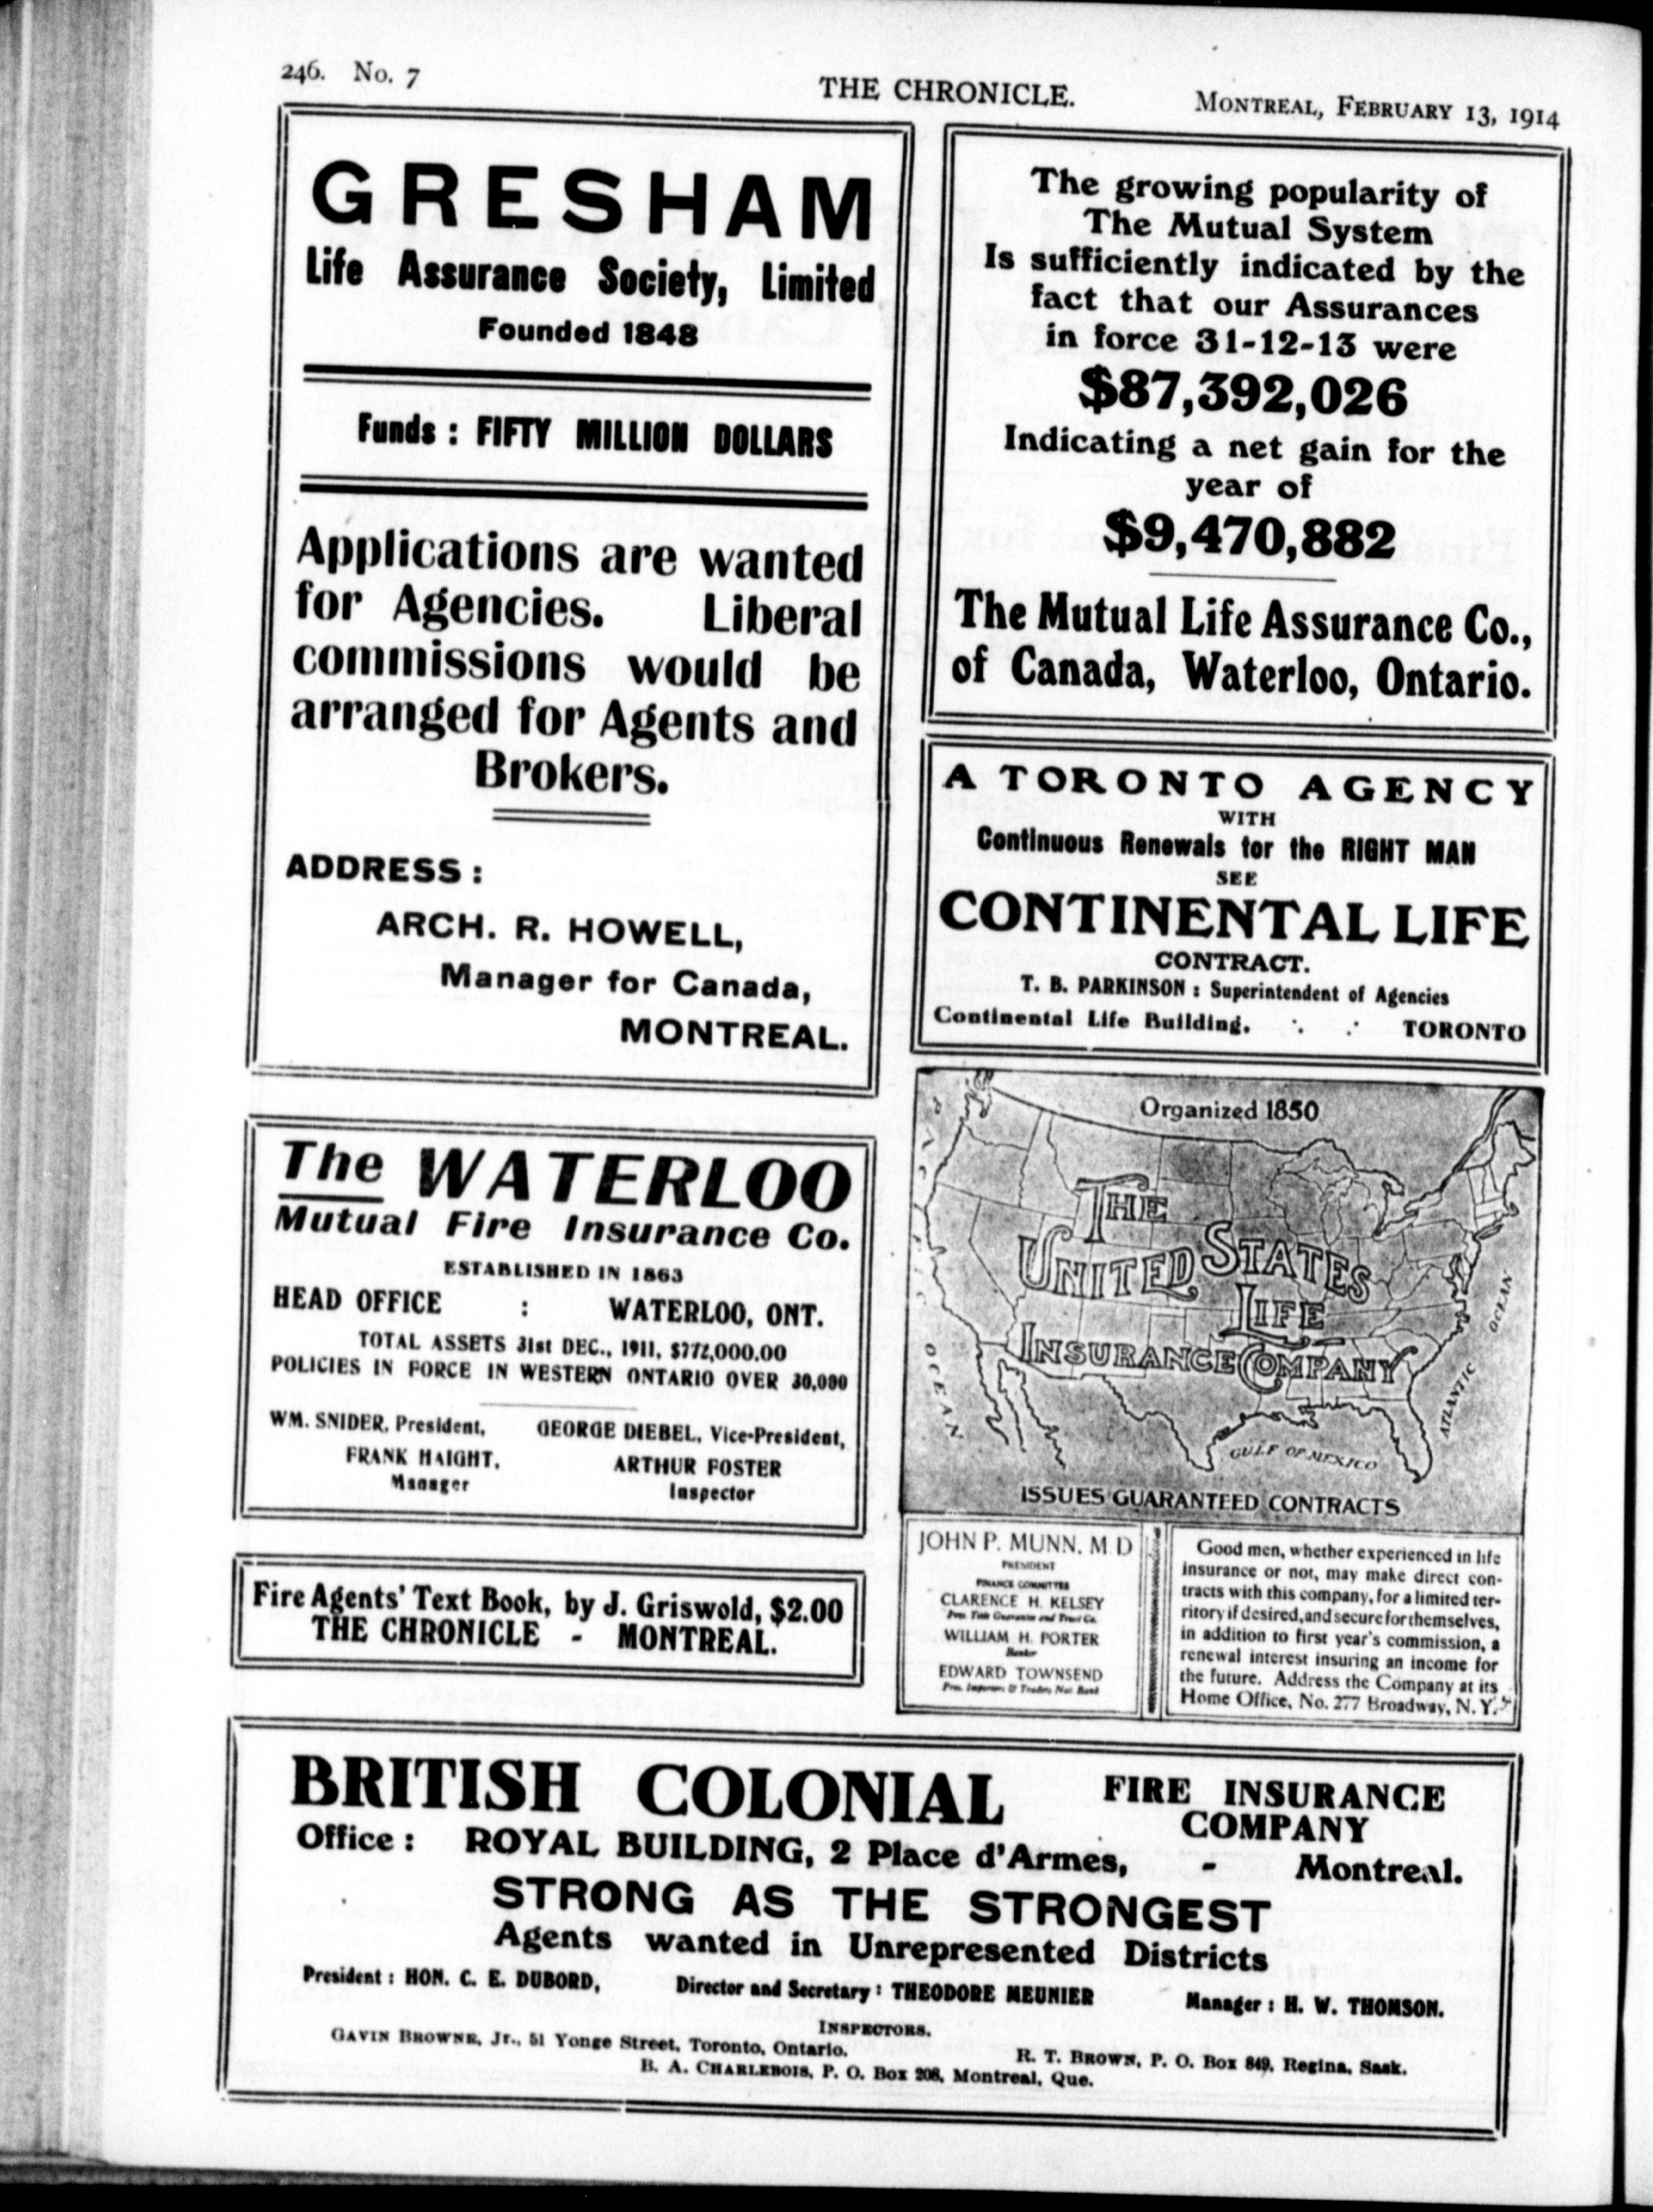 246. No. 7
THE CHRONICLE.
MONTREAL, FEBRUARY 13, 1914
GRESHAM
Life Assurance Society, Limited
Founded 1848
Funds : FIFTY MILLION DOLLARS
Applications are wanted
for Agencies. Liberal
commissions would be
arranged for Agents and
Brokers.
ADDRESS :
ARCH. R. HOWELL,
Manager for Canada,
MONTREAL.
The WATERLOO
Mutual Fire Insurance Co.
ESTABLISHED IN 1863
HEAD OFFICE : WATERLOO, ONT.
TOTAL ASSETS 31st DEC., 1911, $772,000.00
POLICIES IN FORCE IN WESTERN ONTARIO OVER 30,000
WM. SNIDER, President, GEORGE DIEBEL, Vice-President,
FRANK HAIGHT, ARTHUR FOSTER
Manager Inspector
Fire Agents' Text Book, by J. Griswold, $2.00
THE CHRONICLE - MONTREAL.
The growing popularity of
The Mutual System
Is sufficiently indicated by the
fact that our Assurances
in force 31-12-13 were
$87,392,026
Indicating a net gain for the
year of
$9,470,882
The Mutual Life Assurance Co.,
of Canada, Waterloo, Ontario.
A TORONTO AGENCY
WITH
Continuous Renewals for the RIGHT MAN
SEE
CONTINENTAL LIFE
CONTRACT.
T. B. PARKINSON : Superintendent of Agencies
Continental Life Building, TORONTO
Organized 1850
THE
UNITED STATES
LIFE
INSURANCE COMPANY
OCEAN
ATLANTIC
OCEAN
GULF OF MEXICO
ISSUES GUARANTEED CONTRACTS
JOHN P. MUNN, M D
PRESIDENT
FINANCE COMMITTEE
CLARENCE H. KELSEY
Pres. Title Guarantee and Trust Co.
WILLIAM H. PORTER
Banker
EDWARD TOWNSEND
Pres. Importers & Traders Nat. Bank
Good men, whether experienced in life
insurance or not, may make direct con-
tracts with this company, for a limited ter-
ritory if desired, and secure for themselves,
in addition to first year's commission, a
renewal interest insuring an income for
the future. Address the Company at its
Home Office, No. 277 Broadway, N. Y.
BRITISH COLONIAL FIRE INSURANCE
COMPANY
Office : ROYAL BUILDING, 2 Place d'Armes, - Montreal.
STRONG AS THE STRONGEST
Agents wanted in Unrepresented Districts
President : HON. C. E. DUBORD, Director and Secretary : THEODORE MEUNIER Manager : H. W. THOMSON.
INSPECTORS.
GAVIN BROWNE, Jr., 51 Yonge Street, Toronto, Ontario. R. T. BROWN, P. O. Box 849, Regina, Sask.
B. A. CHARLEBOIS, P. O. Box 208, Montreal, Que.